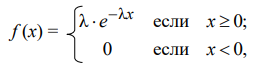 f(x) = { λ · e^{−λx} если x ≥ 0;
0 если x < 0,